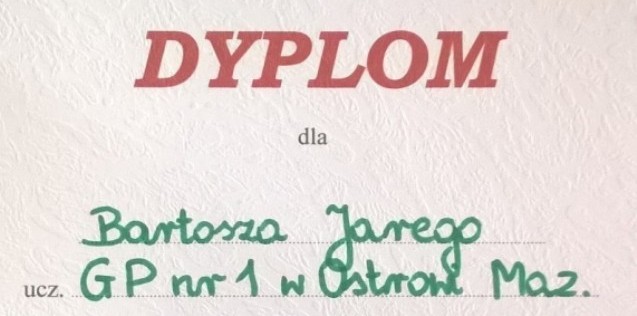 DYPLOM
dla
Bartosza Jarego
ucz. GP nr 1 w Ostrowi Maz.